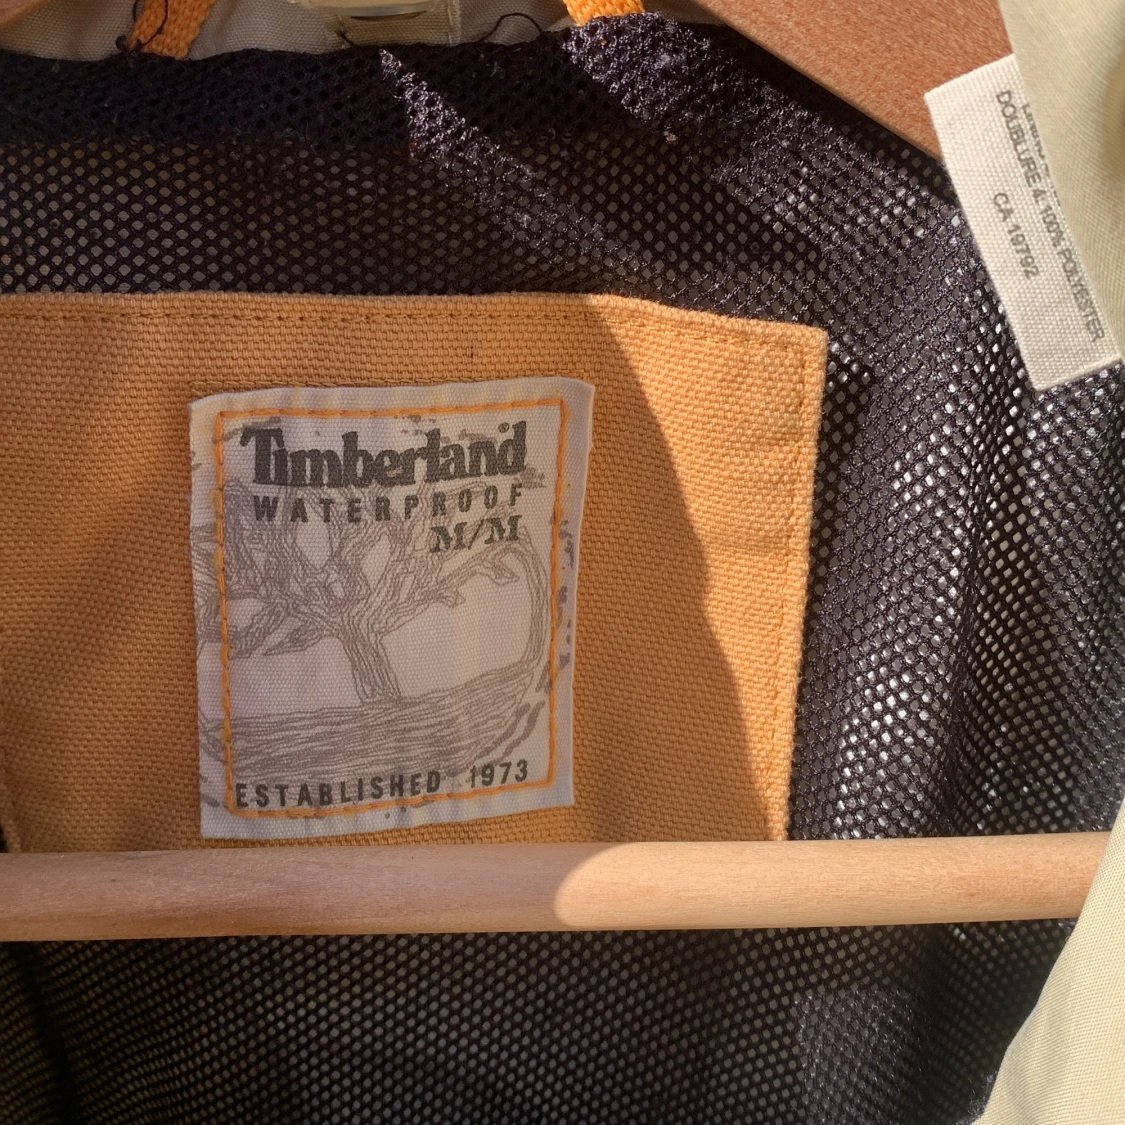 Timberland®
WATERPROOF
M/M
ESTABLISHED 1973
DOUBLURE 4. 100% POLYESTER
CA 19792